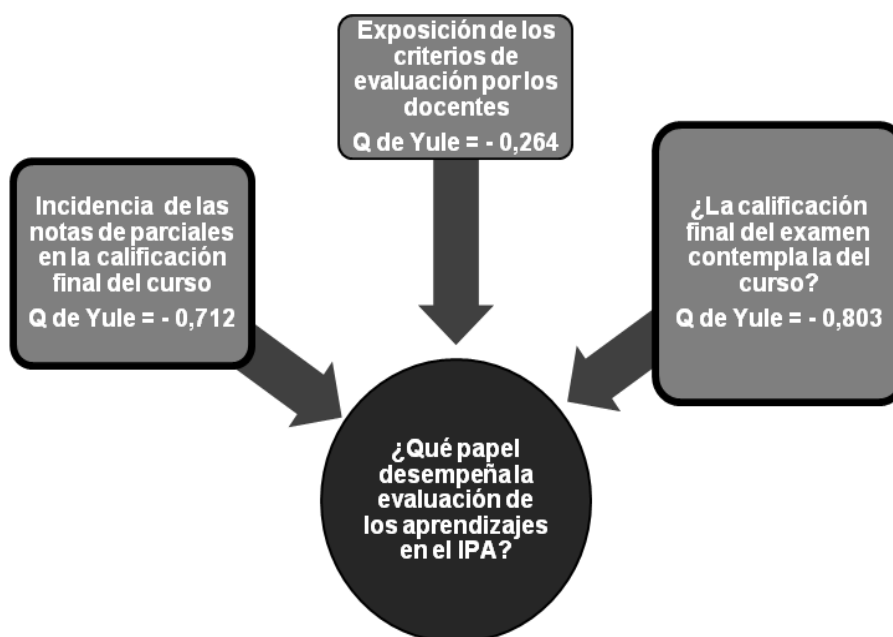 Exposición de los
criterios de
evaluación por los
docentes
Q de Yule = - 0,264
Incidencia de las
notas de parciales
en la calificación
final del curso
Q de Yule = - 0,712
¿La calificación
final del examen
contempla la del
curso?
Q de Yule = - 0,803
¿Qué papel
desempeña la
evaluación de
los aprendizajes
en el IPA?